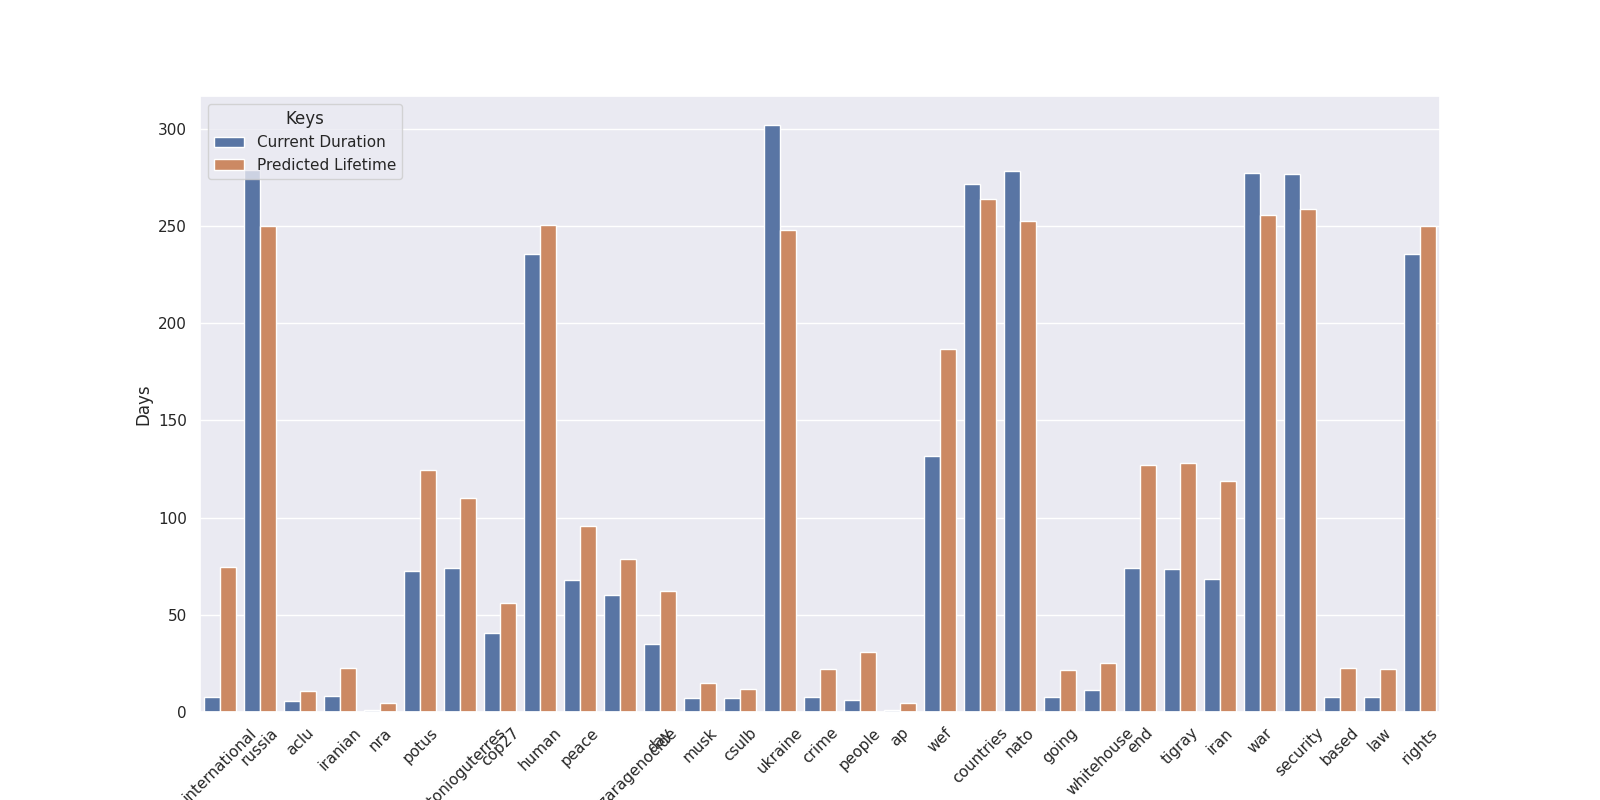 Keys
Current Duration
Predicted Lifetime
300
250
200
150
100
50
0
Days
international
russia
aclu
iranian
nra
potus
cop27
human
peace
day
musk
csulb
ukraine
crime
people
ap
wef
countries
nato
going
whitehouse
end
tigray
iran
war
security
based
law
rights